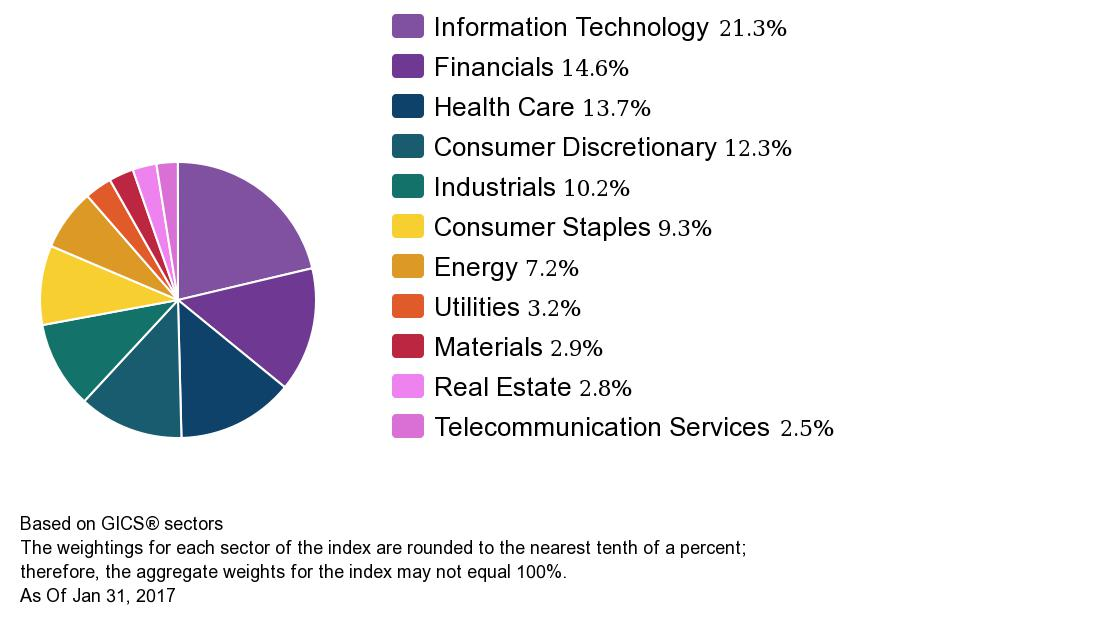 Information Technology 21.3%
Financials 14.6%
Health Care 13.7%
Consumer Discretionary 12.3%
Industrials 10.2%
Consumer Staples 9.3%
Energy 7.2%
Utilities 3.2%
Materials 2.9%
Real Estate 2.8%
Telecommunication Services 2.5%
Based on GICS® sectors
The weightings for each sector of the index are rounded to the nearest tenth of a percent;
therefore, the aggregate weights for the index may not equal 100%.
As Of Jan 31, 2017